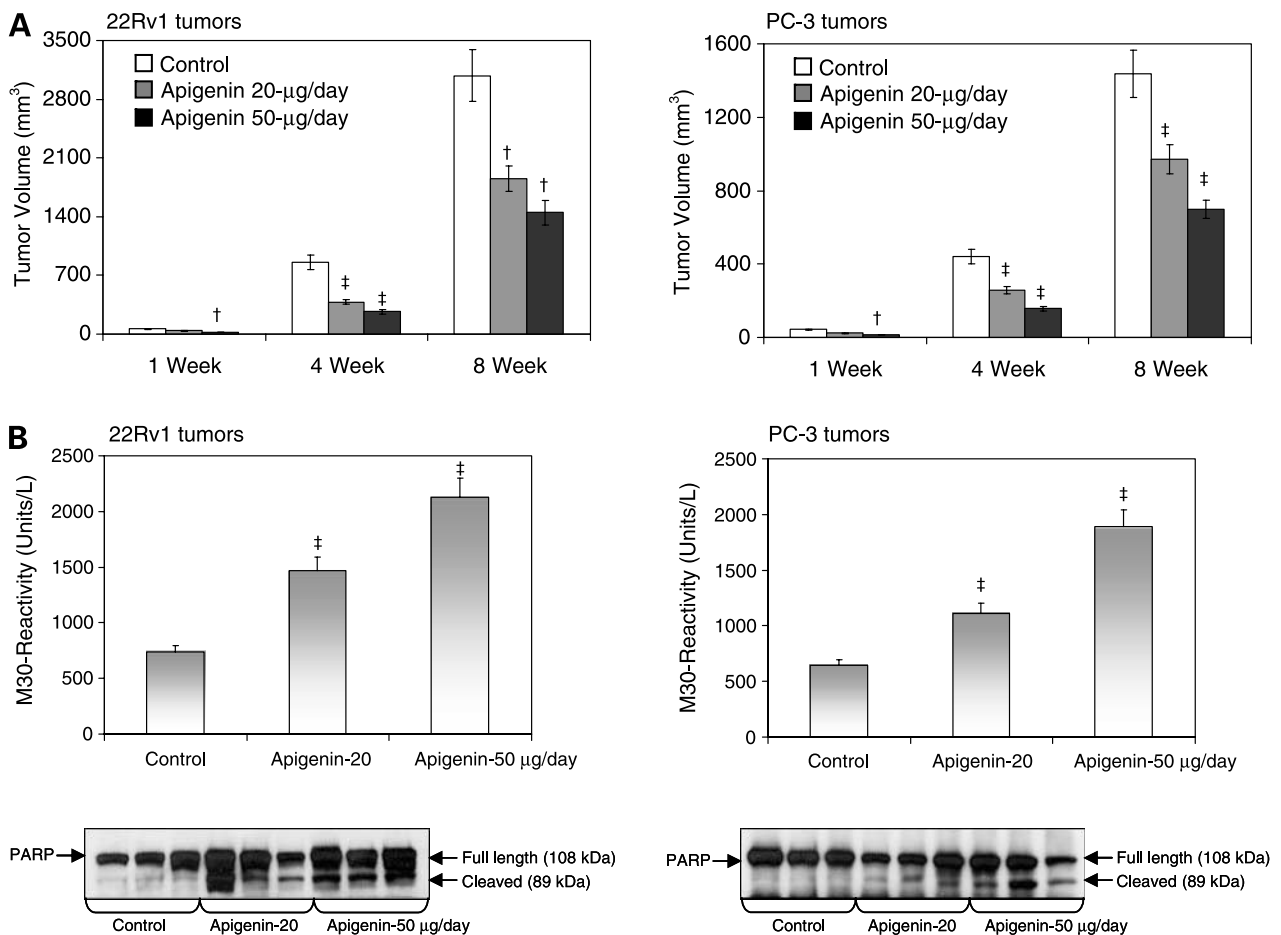 A
22Rv1 tumors
3500
2800
2100
1400
700
0
Tumor Volume (mm³)
Control
Apigenin 20-μg/day
Apigenin 50-μg/day
†
‡
‡
†
†
1 Week
4 Week
8 Week
PC-3 tumors
1600
1200
800
400
0
Tumor Volume (mm³)
Control
Apigenin 20-μg/day
Apigenin 50-μg/day
†
‡
‡
‡
‡
1 Week
4 Week
8 Week
B
22Rv1 tumors
2500
2000
1500
1000
500
0
M30-Reactivity (Units/L)
‡
‡
Control
Apigenin-20
Apigenin-50 μg/day
PC-3 tumors
2500
2000
1500
1000
500
0
M30-Reactivity (Units/L)
‡
‡
Control
Apigenin-20
Apigenin-50 μg/day
PARP
Full length (108 kDa)
Cleaved (89 kDa)
Control
Apigenin-20
Apigenin-50 μg/day
PARP
Full length (108 kDa)
Cleaved (89 kDa)
Control
Apigenin-20
Apigenin-50 μg/day